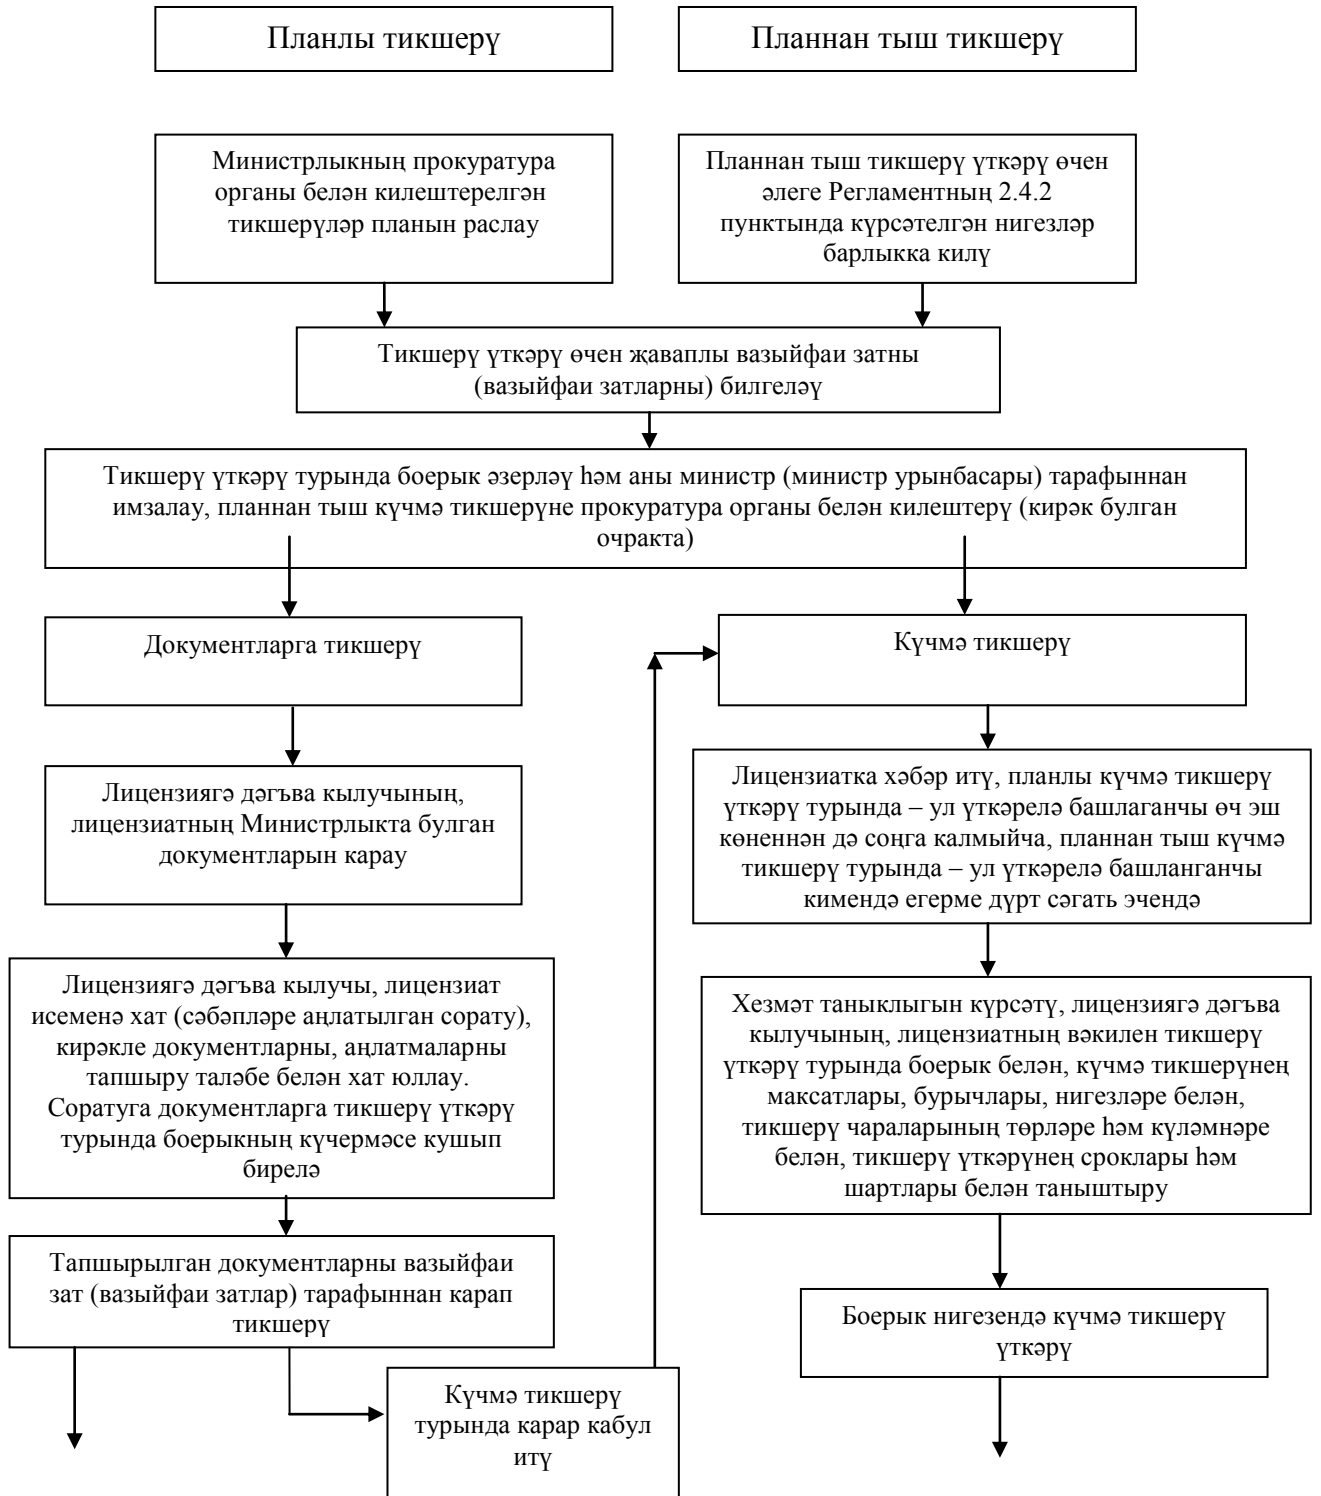 Планлы тикшерү
Планнан тыш тикшерү
Министрлыкның прокуратура
органы белән килештерелгән
тикшерүләр планын раслау
Планнан тыш тикшерү үткәрү өчен
әлеге Регламентның 2.4.2
пунктында күрсәтелгән нигезләр
барлыкка килү
Тикшерү үткәрү өчен җаваплы вазыйфаи затны
(вазыйфаи затларны) билгеләү
Тикшерү үткәрү турында боерык әзерләү һәм аны министр (министр урынбасары) тарафыннан
имзалау, планнан тыш күчмә тикшерүне прокуратура органы белән килештерү (кирәк булган
очракта)
Документларга тикшерү
Күчмә тикшерү
Лицензиягә дәгъва кылучының,
лицензиатның Министрлыкта булган
документларын карау
Лицензиатка хәбәр итү, планлы күчмә тикшерү
үткәрү турында – ул үткәрелә башлаганчы өч эш
көненнән дә соңга калмыйча, планнан тыш күчмә
тикшерү турында – ул үткәрелә башланганчы
кимендә егерме дүрт сәгать эчендә
Лицензиягә дәгъва кылучы, лицензиат
исеменә хат (сәбәпләре аңлатылган сорату),
кирәкле документларны, аңлатмаларны
тапшыру таләбе белән хат юллау.
Соратуга документларга тикшерү үткәрү
турында боерыкның күчермәсе кушып
бирелә
Хезмәт таныклыгын күрсәтү, лицензиягә дәгъва
кылучының, лицензиатның вәкилен тикшерү
үткәрү турында боерык белән, күчмә тикшерүнең
максатлары, бурычлары, нигезләре белән,
тикшерү чараларының төрләре һәм күләмнәре
белән, тикшерү үткәрүнең сроклары һәм
шартлары белән таныштыру
Тапшырылган документларны вазыйфаи
зат (вазыйфаи затлар) тарафыннан карап
тикшерү
Боерык нигезендә күчмә тикшерү
үткәрү
Күчмә тикшерү
турында карар кабул
итү